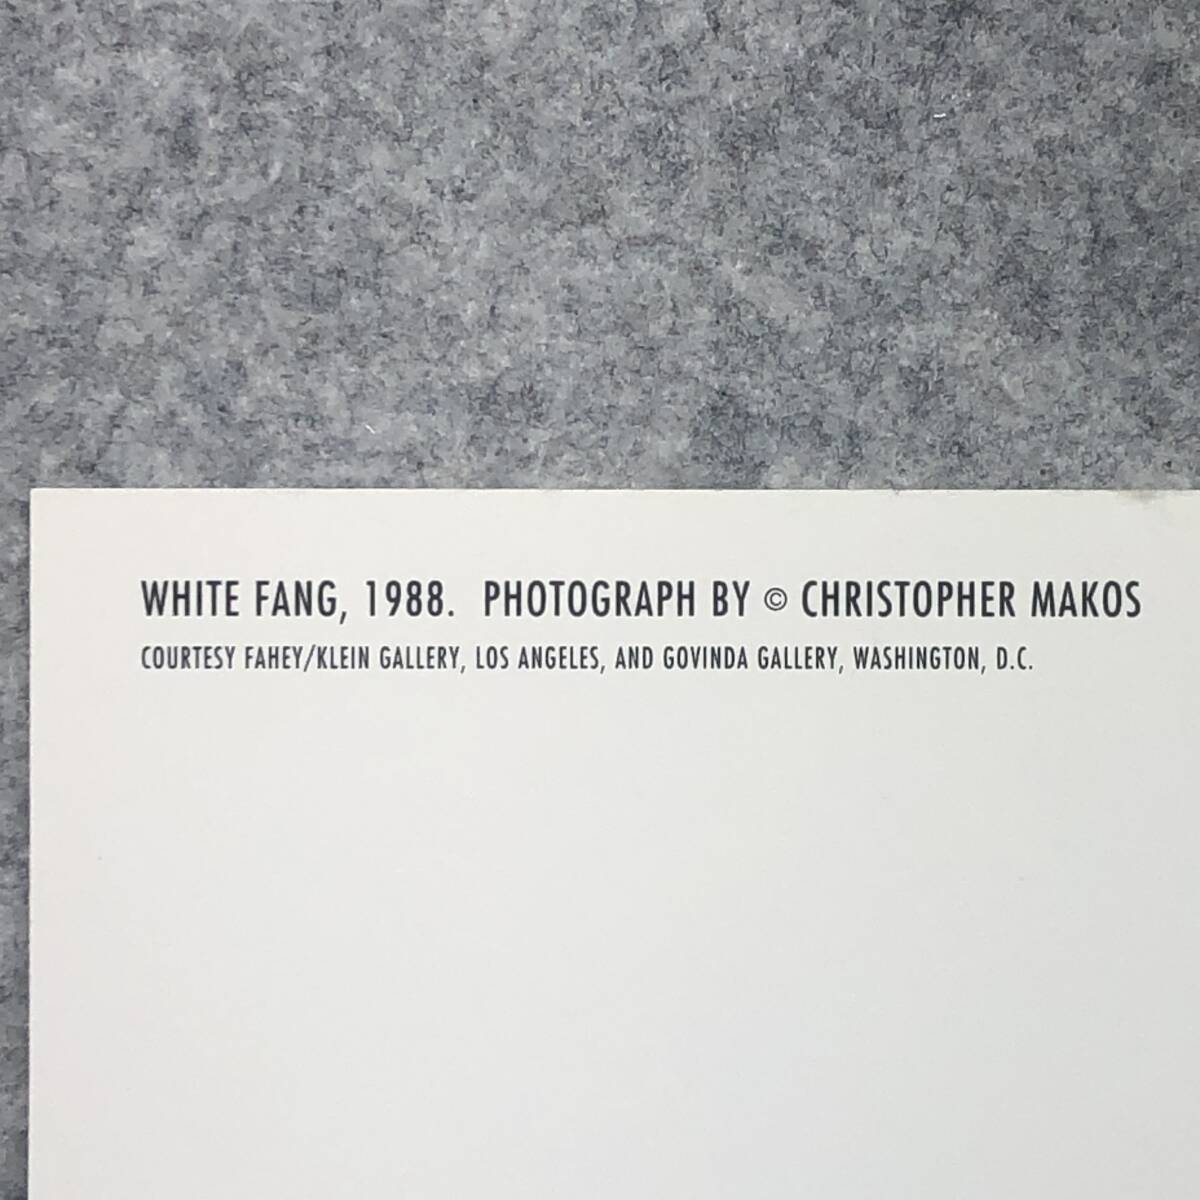 WHITE FANG, 1988. PHOTOGRAPH BY © CHRISTOPHER MAKOS
COURTESY FAHEY/KLEIN GALLERY, LOS ANGELES, AND GOVINDA GALLERY, WASHINGTON, D.C.